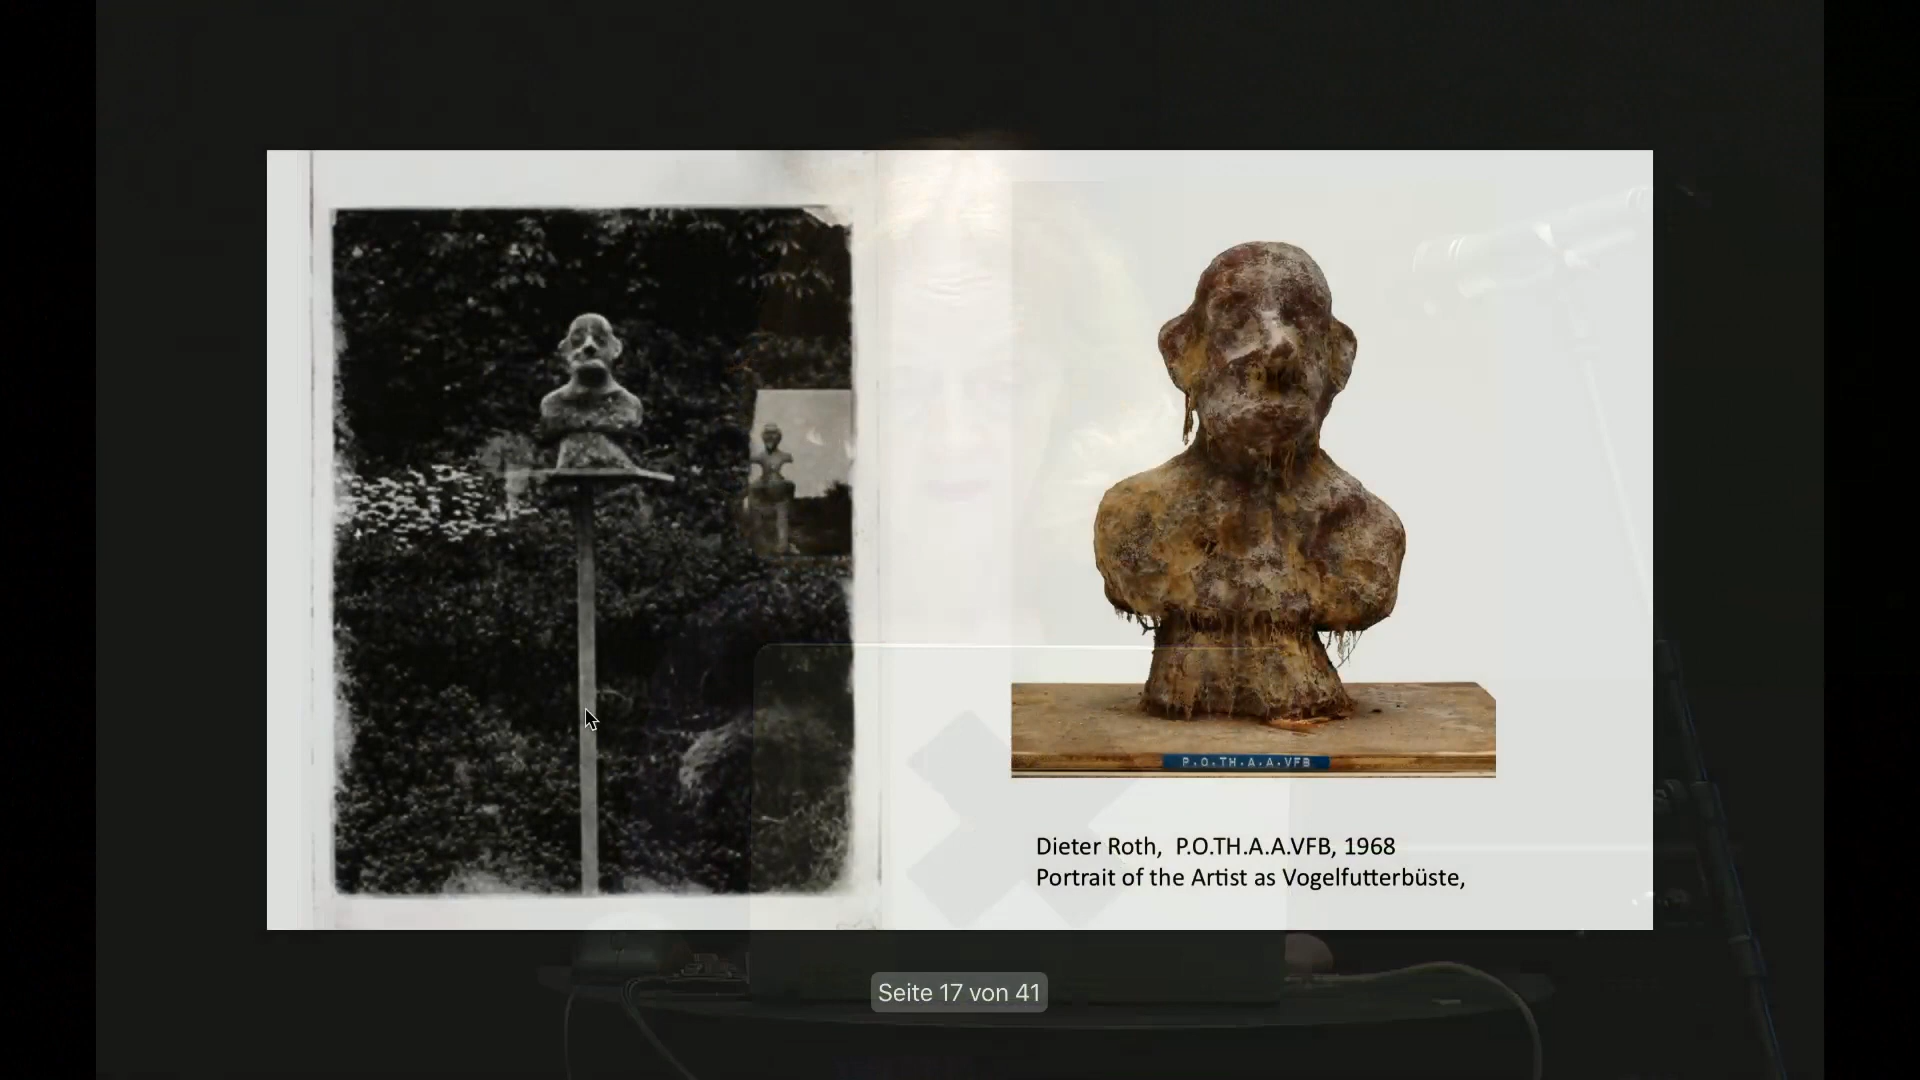 P.O.TH.A.A.VFB
Dieter Roth, P.O.TH.A.A.VFB, 1968
Portrait of the Artist as Vogelfutterbüste,
Seite 17 von 41